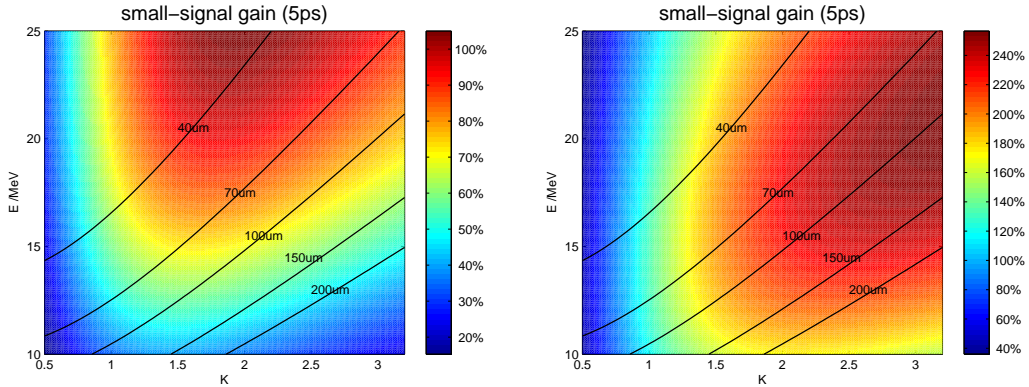 small-signal gain (5ps)
25
20
15
10
E /MeV
0.5
1
1.5
2
2.5
3
K
40um
70um
100um
150um
200um
100%
90%
80%
70%
60%
50%
40%
30%
20%
small-signal gain (5ps)
25
20
15
10
E /MeV
0.5
1
1.5
2
2.5
3
K
40um
70um
100um
150um
200um
240%
220%
200%
180%
160%
140%
120%
100%
80%
60%
40%